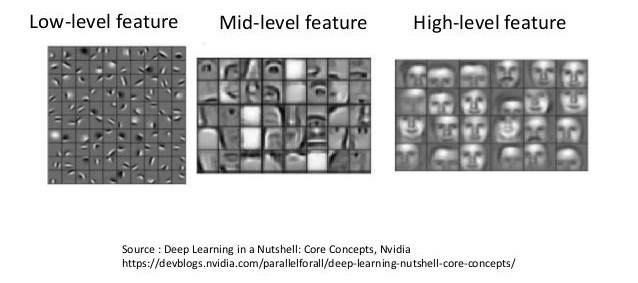 Low-level feature
Mid-level feature
High-level feature
Source : Deep Learning in a Nutshell: Core Concepts, Nvidia
https://devblogs.nvidia.com/parallelforall/deep-learning-nutshell-core-concepts/